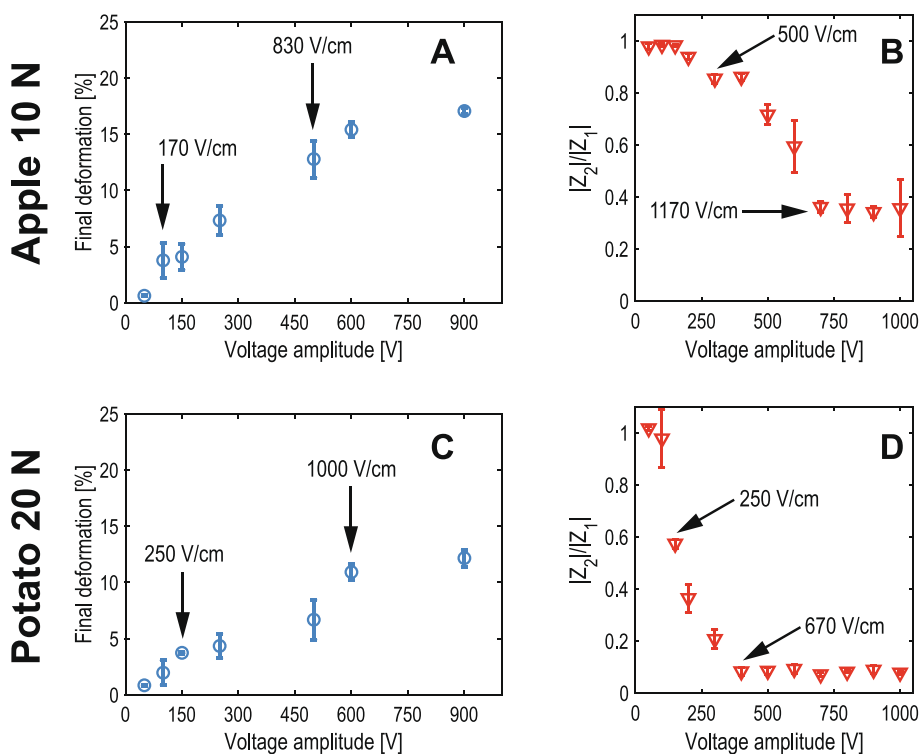 Apple 10 N
A
830 V/cm
170 V/cm
Final deformation [%]
25
20
15
10
5
0
0 150 300 450 600 750 900
Voltage amplitude [V]
B
500 V/cm
1170 V/cm
|Z2|/|Z1|
1
0.8
0.6
0.4
0.2
0
0 250 500 750 1000
Voltage amplitude [V]
Potato 20 N
C
1000 V/cm
250 V/cm
Final deformation [%]
25
20
15
10
5
0
0 150 300 450 600 750 900
Voltage amplitude [V]
D
250 V/cm
670 V/cm
|Z2|/|Z1|
1
0.8
0.6
0.4
0.2
0
0 250 500 750 1000
Voltage amplitude [V]